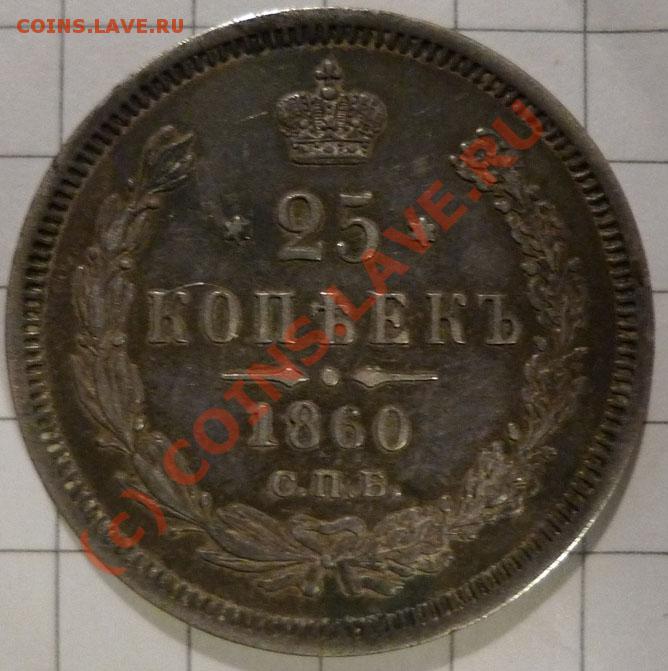 COINS.LAVE.RU
* 25 *
КОПѢЕКЪ
1860
С.П.Б.
(c) COINS.LAVE.RU